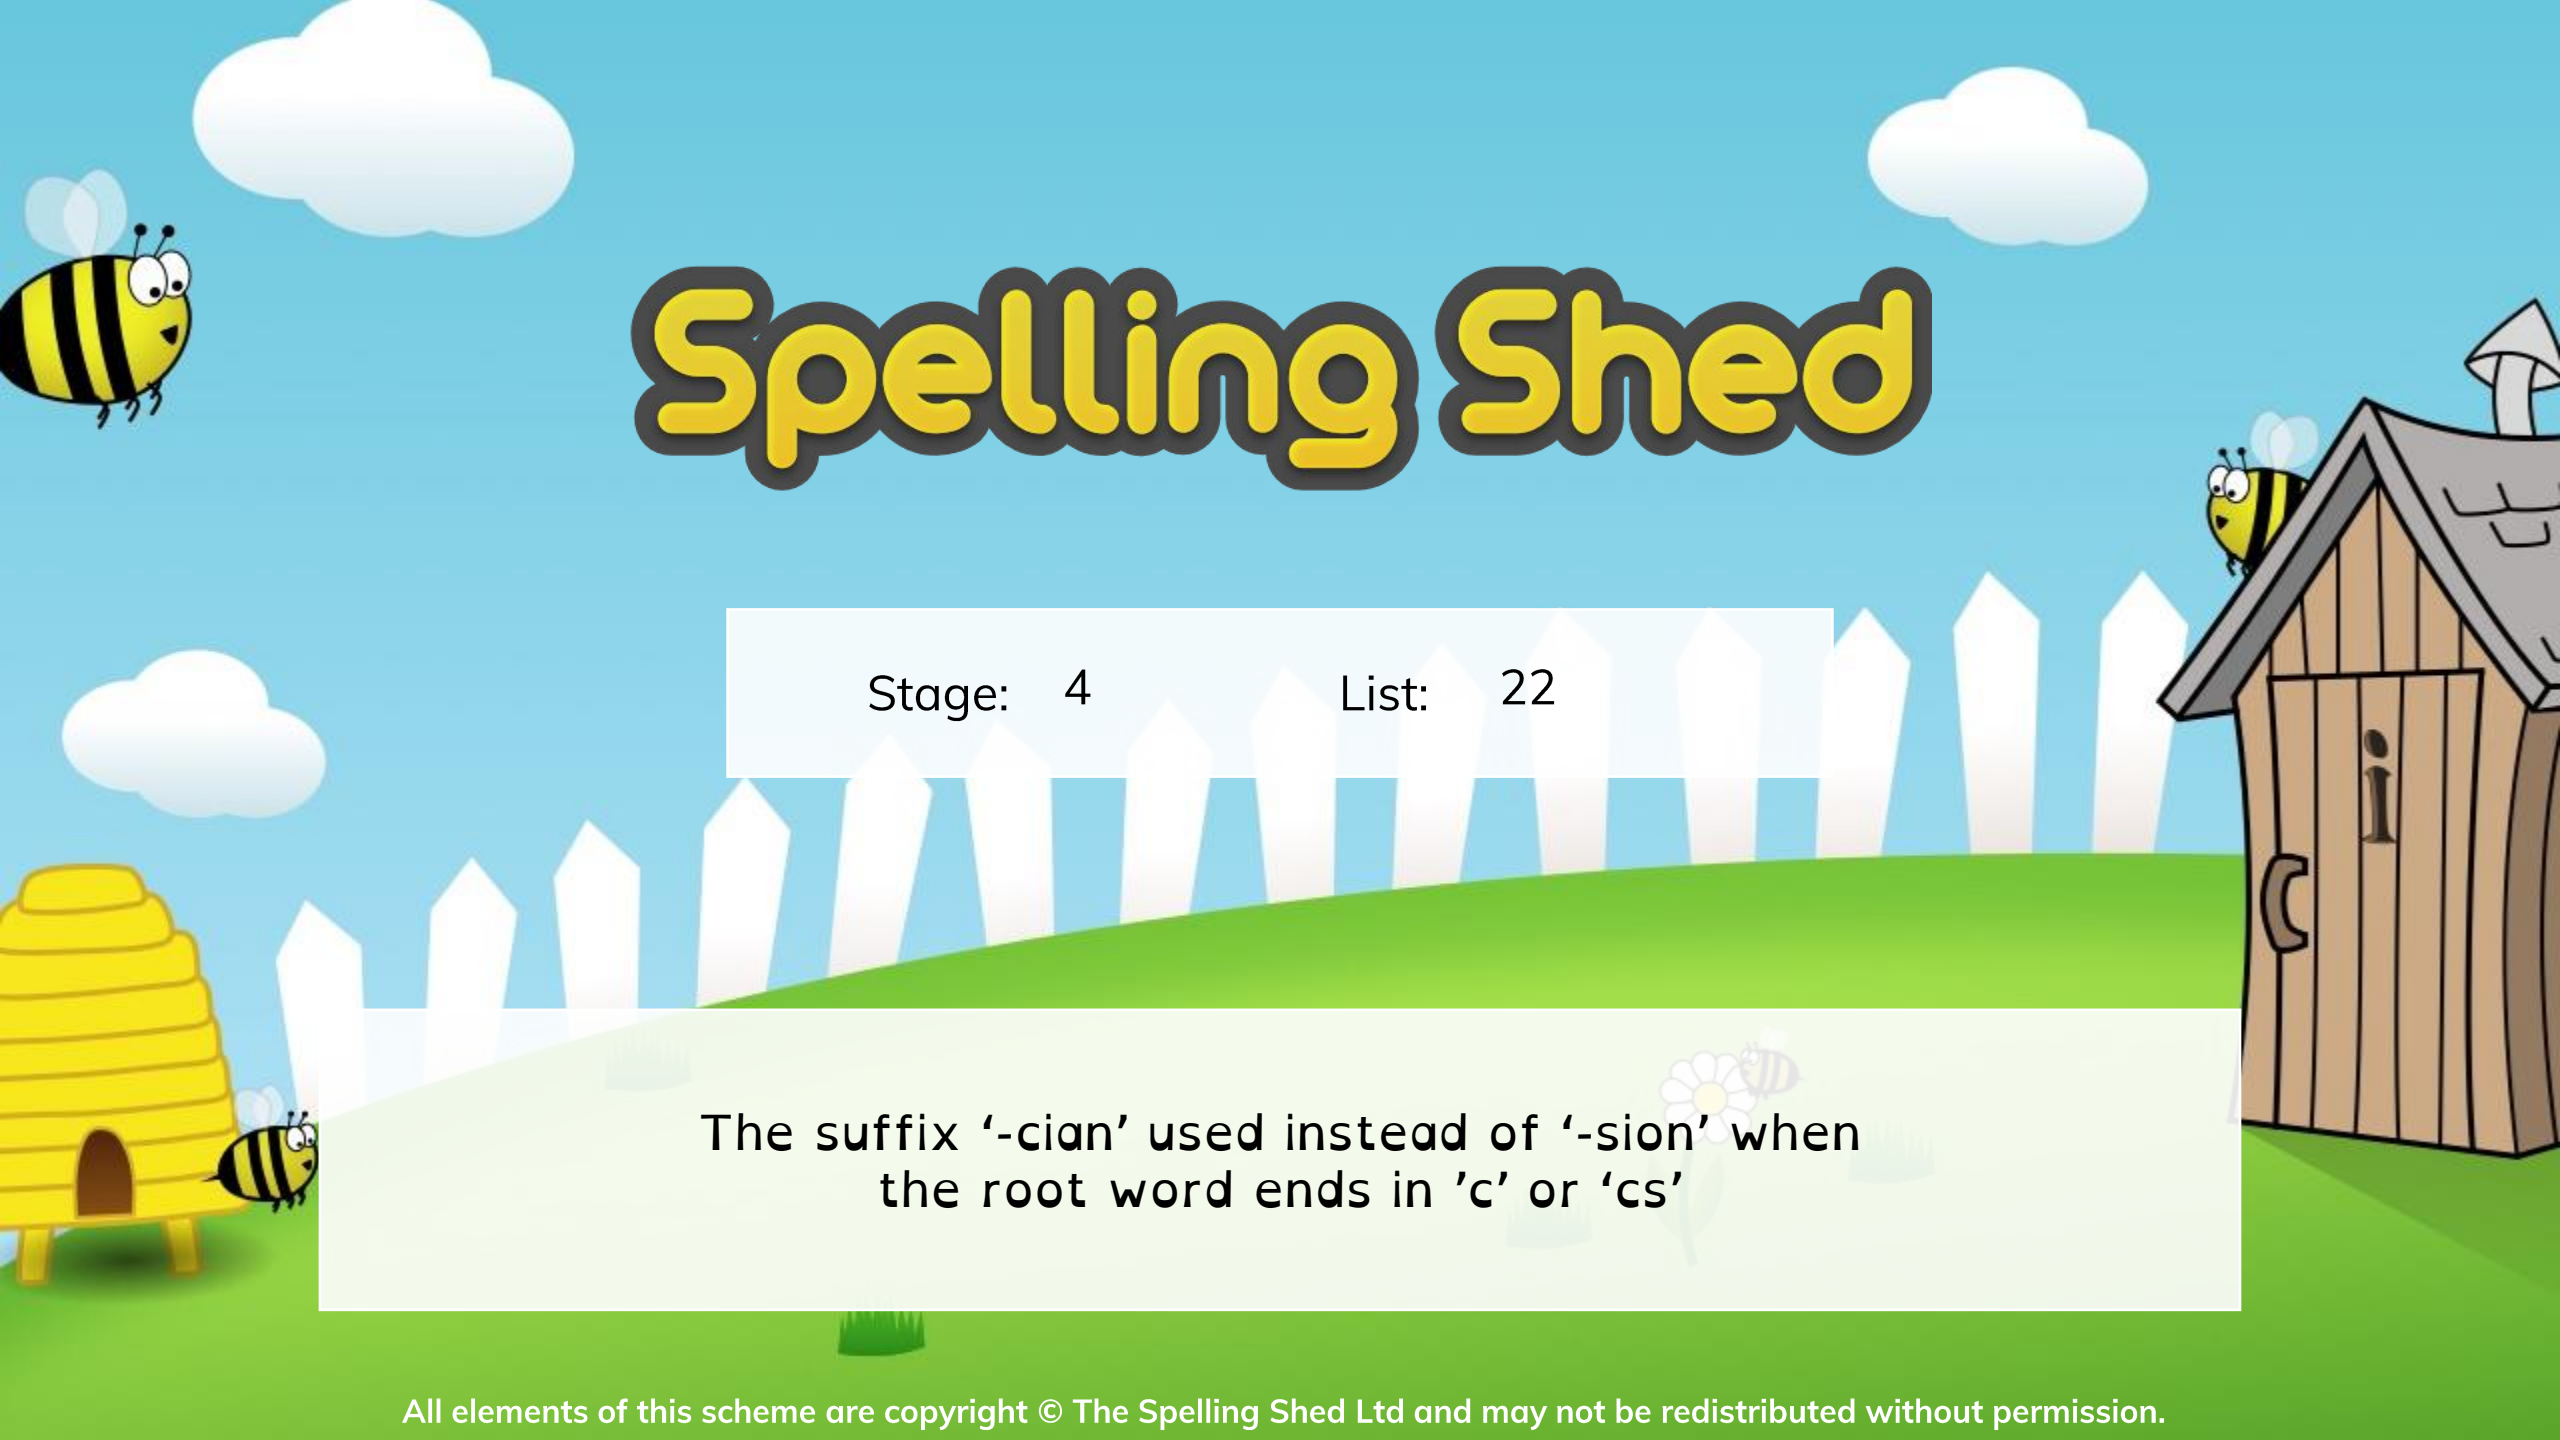 Spelling Shed
Stage: 4 List: 22
i
The suffix ‘-cian’ used instead of ‘-sion’ when
the root word ends in ’c’ or ‘cs’
All elements of this scheme are copyright © The Spelling Shed Ltd and may not be redistributed without permission.